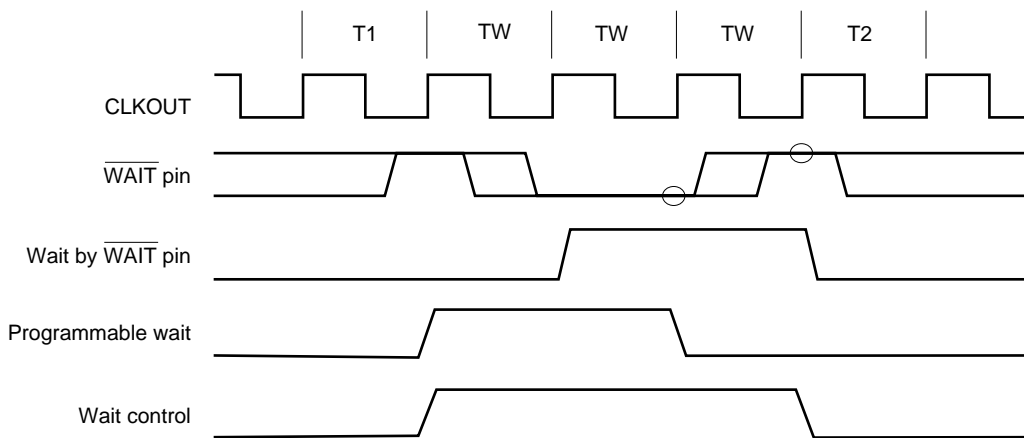 T1 TW TW TW T2
CLKOUT
WAIT pin
Wait by WAIT pin
Programmable wait
Wait control